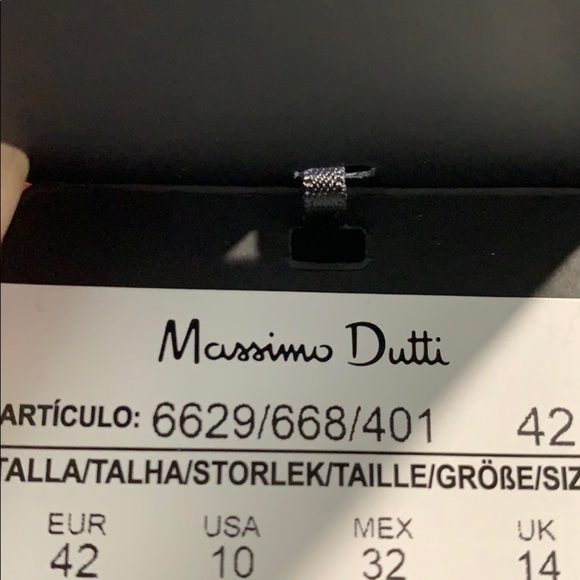 Massimo Dutti
ARTÍCULO: 6629/668/401 42
TALLA/TALHA/STORLEK/TAILLE/GRÖßE/SIZ
EUR USA MEX UK
42 10 32 14